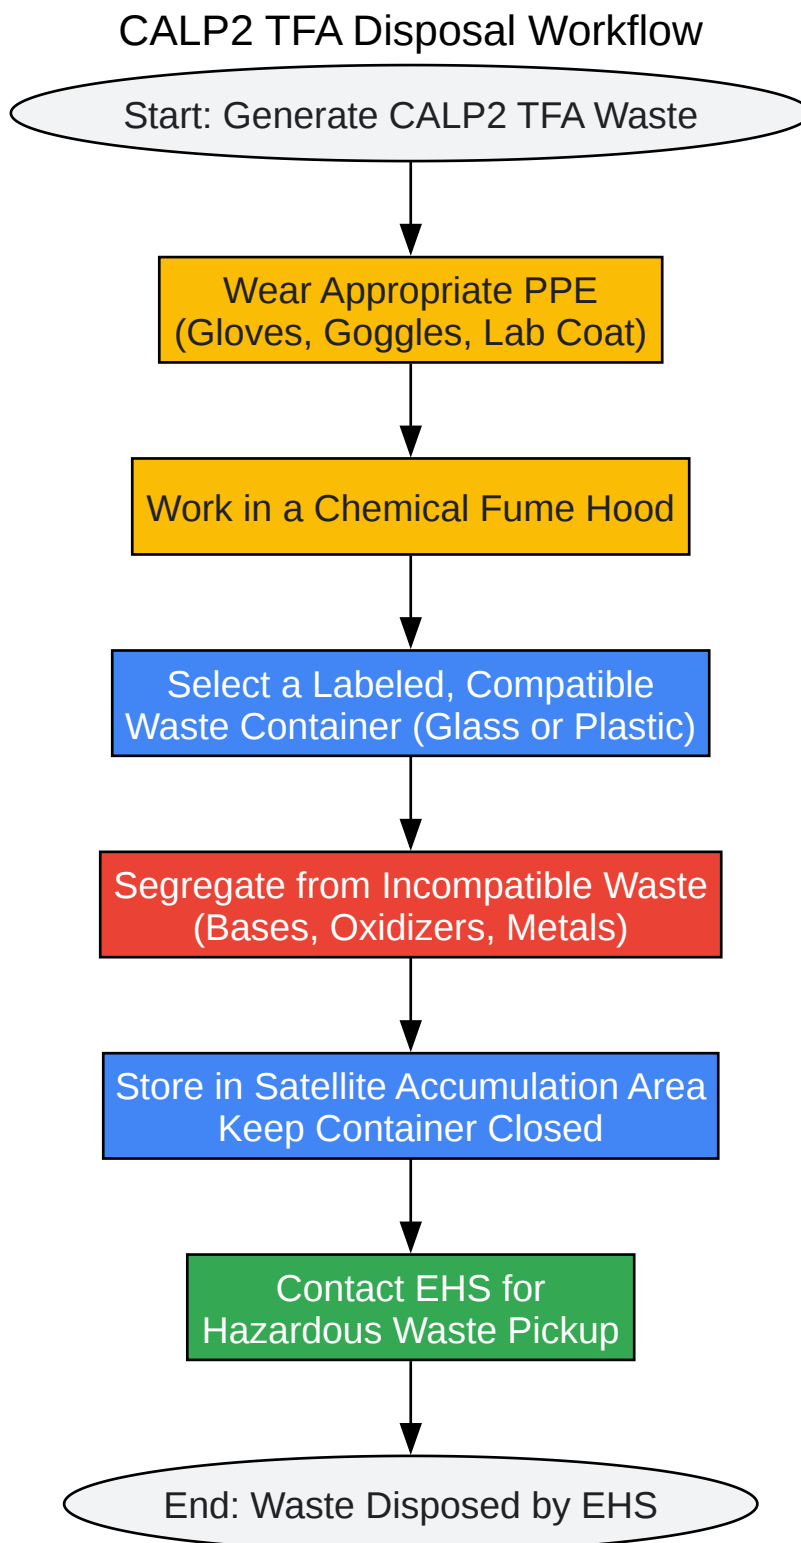 CALP2 TFA Disposal Workflow
Start: Generate CALP2 TFA Waste
Wear Appropriate PPE
(Gloves, Goggles, Lab Coat)
Work in a Chemical Fume Hood
Select a Labeled, Compatible
Waste Container (Glass or Plastic)
Segregate from Incompatible Waste
(Bases, Oxidizers, Metals)
Store in Satellite Accumulation Area
Keep Container Closed
Contact EHS for
Hazardous Waste Pickup
End: Waste Disposed by EHS